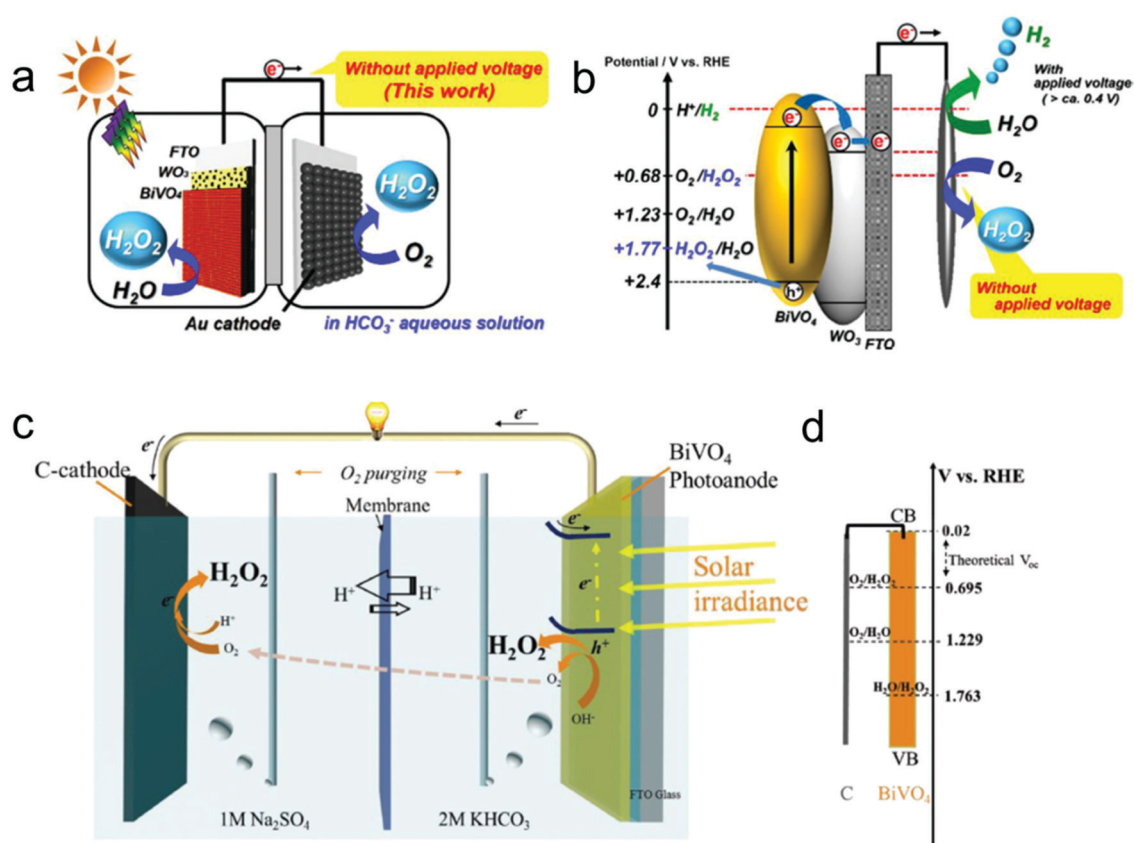 a
e⁻
Without applied voltage
(This work)
FTO
WO₃
BiVO₄
H₂O₂
H₂O
H₂O₂
O₂
Au cathode
in HCO₃⁻ aqueous solution
b
Potential / V vs. RHE
0 H⁺/H₂
+0.68 O₂/H₂O₂
+1.23 O₂/H₂O
+1.77 H₂O₂/H₂O
+2.4
e⁻
e⁻
e⁻
h⁺
BiVO₄
WO₃
FTO
e⁻
H₂
With
applied voltage
( > ca. 0.4 V)
H₂O
O₂
H₂O₂
Without
applied voltage
c
e⁻
e⁻
C-cathode
O₂ purging
Membrane
BiVO₄
Photoanode
H₂O₂
e⁻
H⁺
O₂
H⁺
H⁺
e⁻
e⁻
h⁺
H₂O₂
O₂
OH⁻
Solar
irradiance
1M Na₂SO₄
2M KHCO₃
FTO Glass
d
V vs. RHE
CB
0.02
Theoretical Voc
O₂/H₂O₂
0.695
O₂/H₂O
1.229
H₂O/H₂O₂
1.763
VB
C
BiVO₄